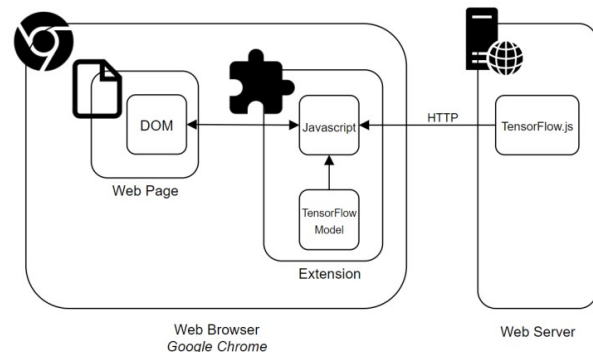 DOM
Web Page
Javascript
TensorFlow
Model
Extension
HTTP
TensorFlow.js
Web Browser
Google Chrome
Web Server